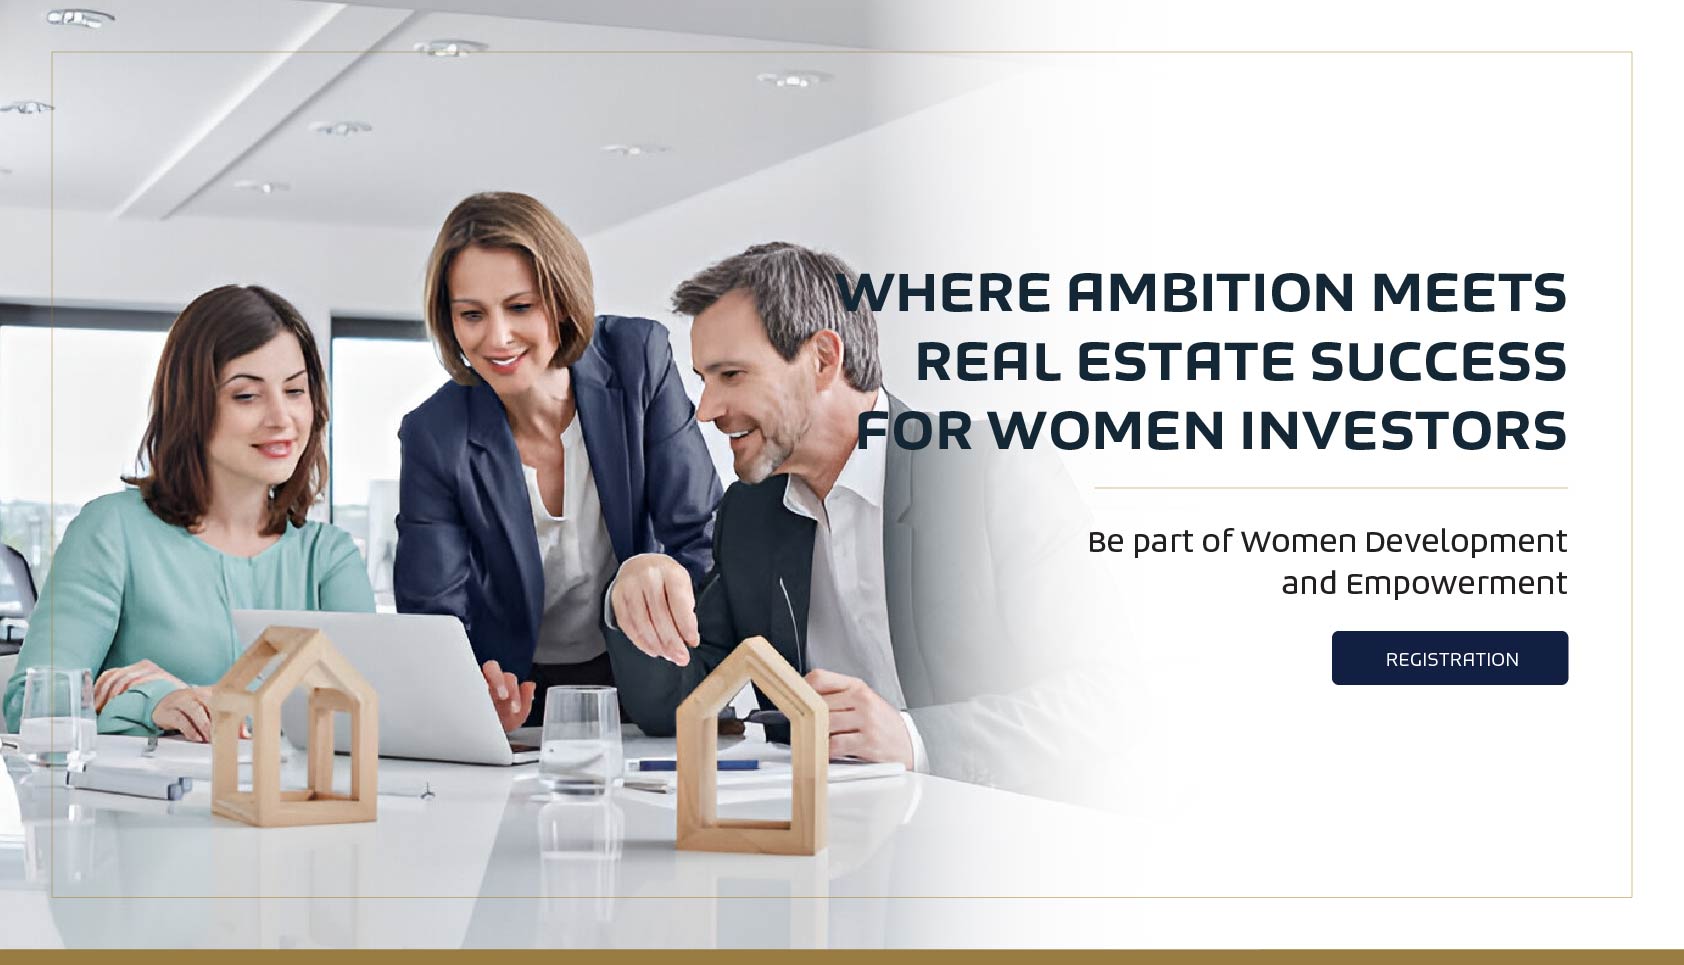 WHERE AMBITION MEETS
REAL ESTATE SUCCESS
FOR WOMEN INVESTORS
Be part of Women Development
and Empowerment
REGISTRATION